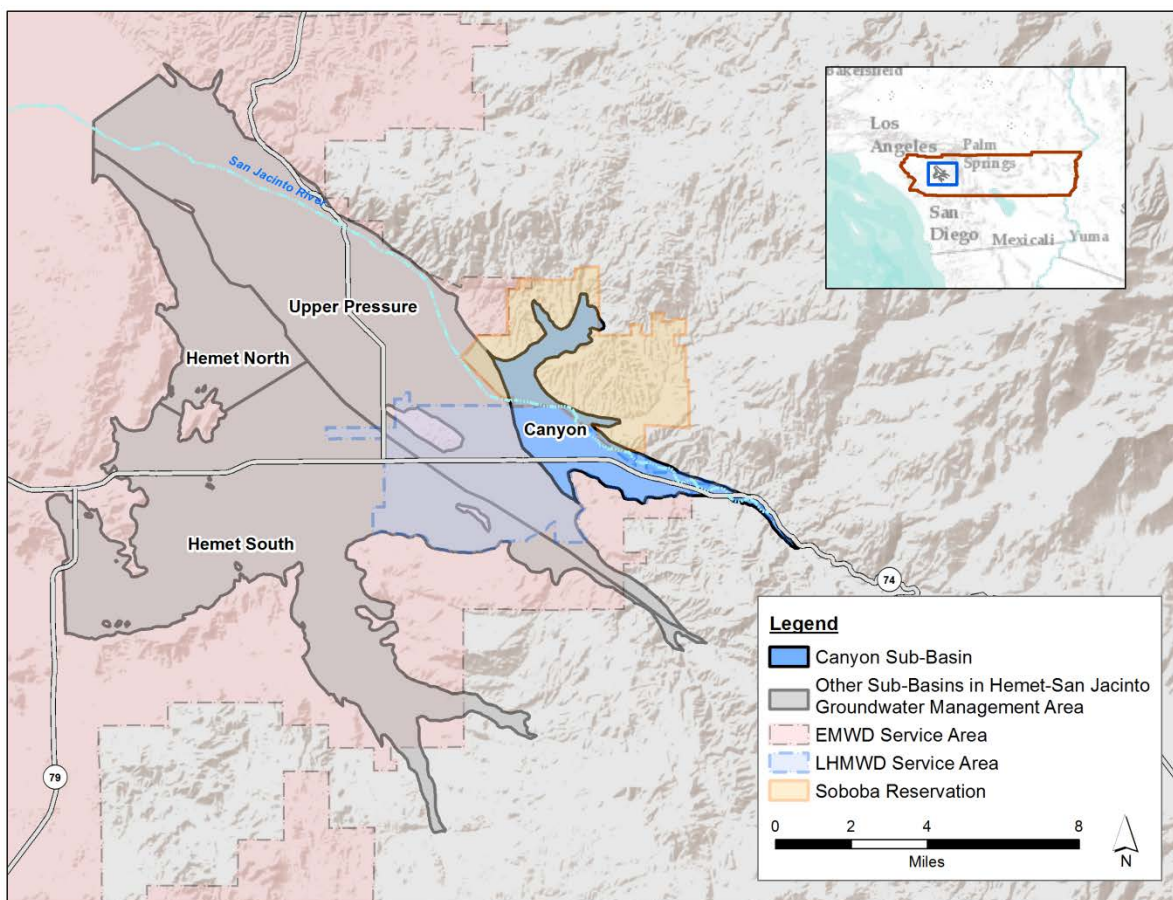 Bakersfield
Los
Angeles
Palm
Springs
San
Diego
Mexicali
Yuma
San Jacinto River
Upper Pressure
Hemet North
Canyon
Hemet South
74
79
Legend
Canyon Sub-Basin
Other Sub-Basins in Hemet-San Jacinto
Groundwater Management Area
EMWD Service Area
LHMWD Service Area
Soboba Reservation
0 2 4 8
Miles
N